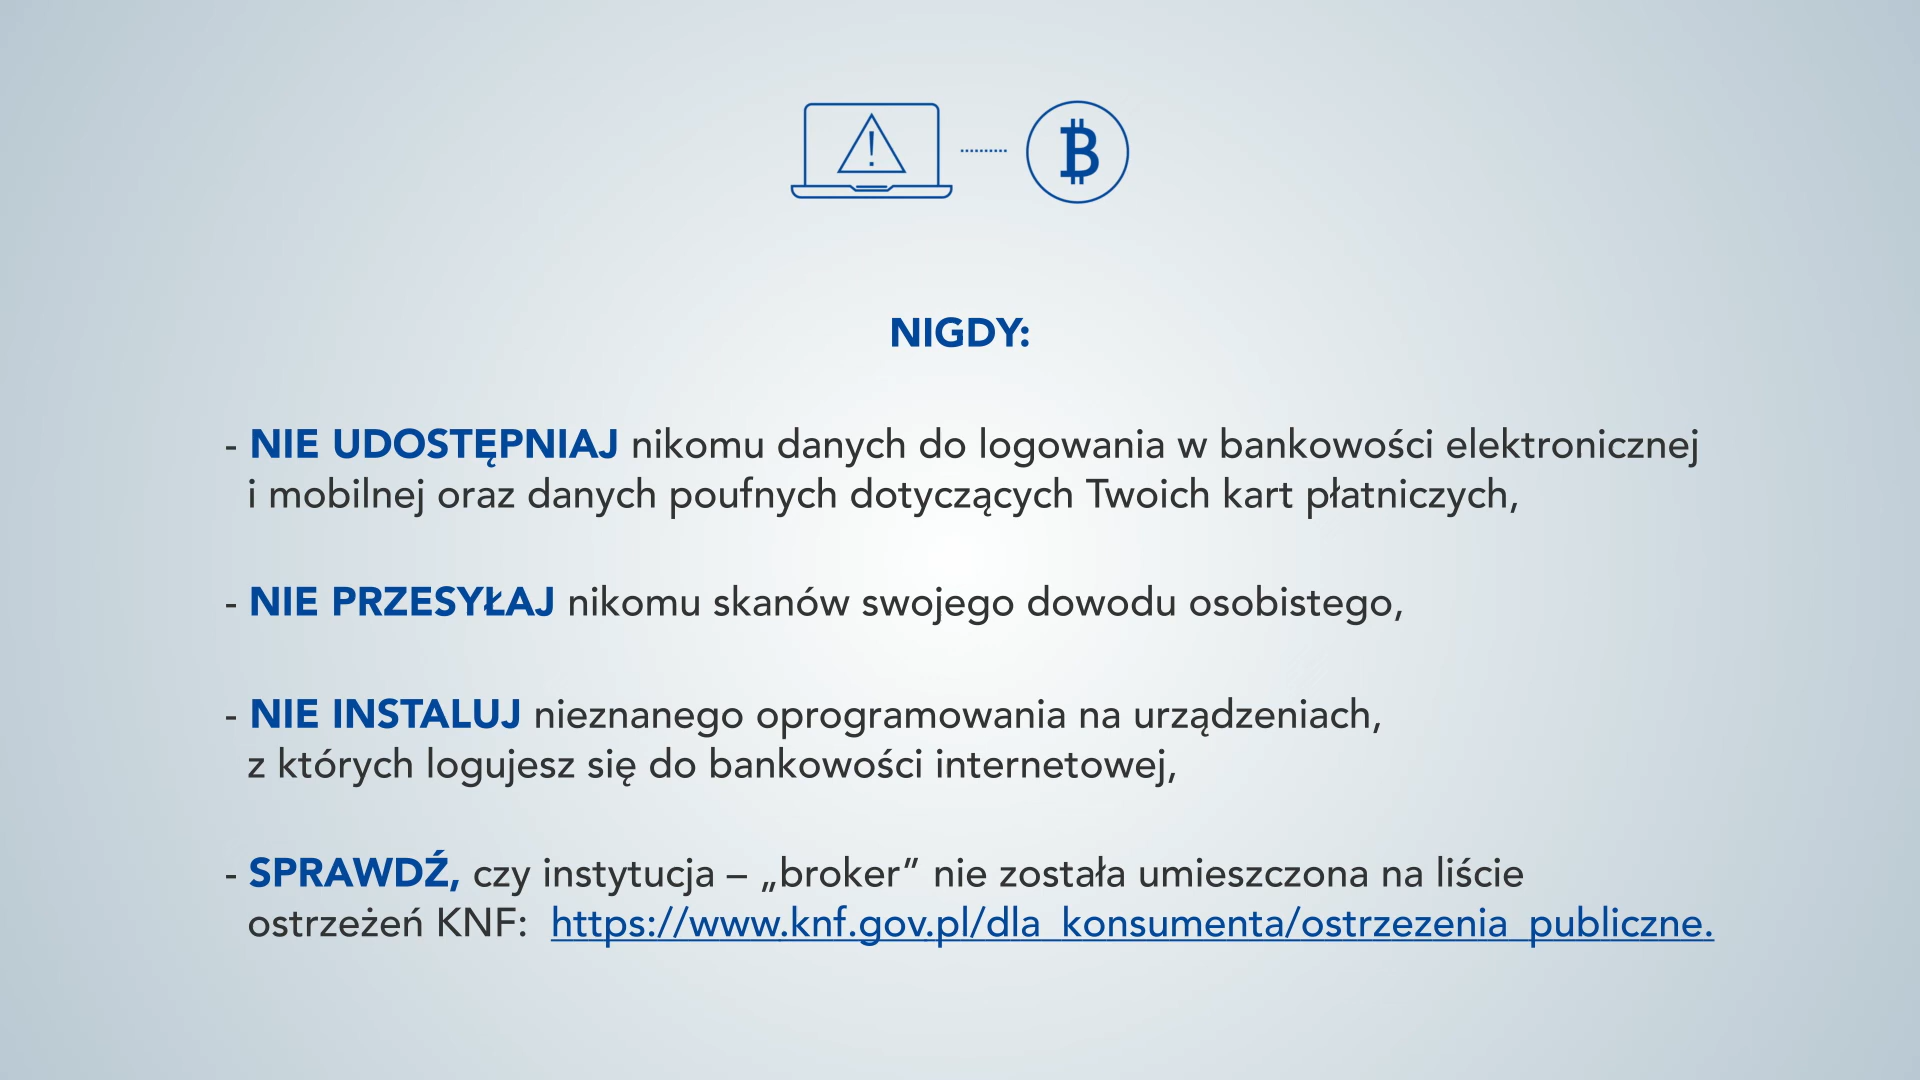 NIGDY:
- NIE UDOSTĘPNIAJ nikomu danych do logowania w bankowości elektronicznej
i mobilnej oraz danych poufnych dotyczących Twoich kart płatniczych,
- NIE PRZESYŁAJ nikomu skanów swojego dowodu osobistego,
- NIE INSTALUJ nieznanego oprogramowania na urządzeniach,
z których logujesz się do bankowości internetowej,
- SPRAWDŹ, czy instytucja – „broker” nie została umieszczona na liście
ostrzeżeń KNF: https://www.knf.gov.pl/dla_konsumenta/ostrzezenia_publiczne.